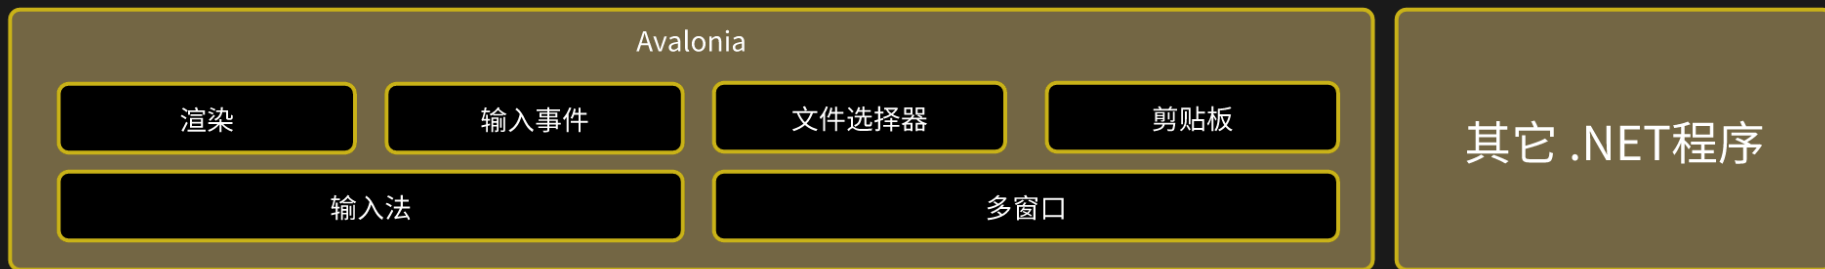 Avalonia
渲染
输入事件
文件选择器
剪贴板
输入法
多窗口
其它 .NET程序